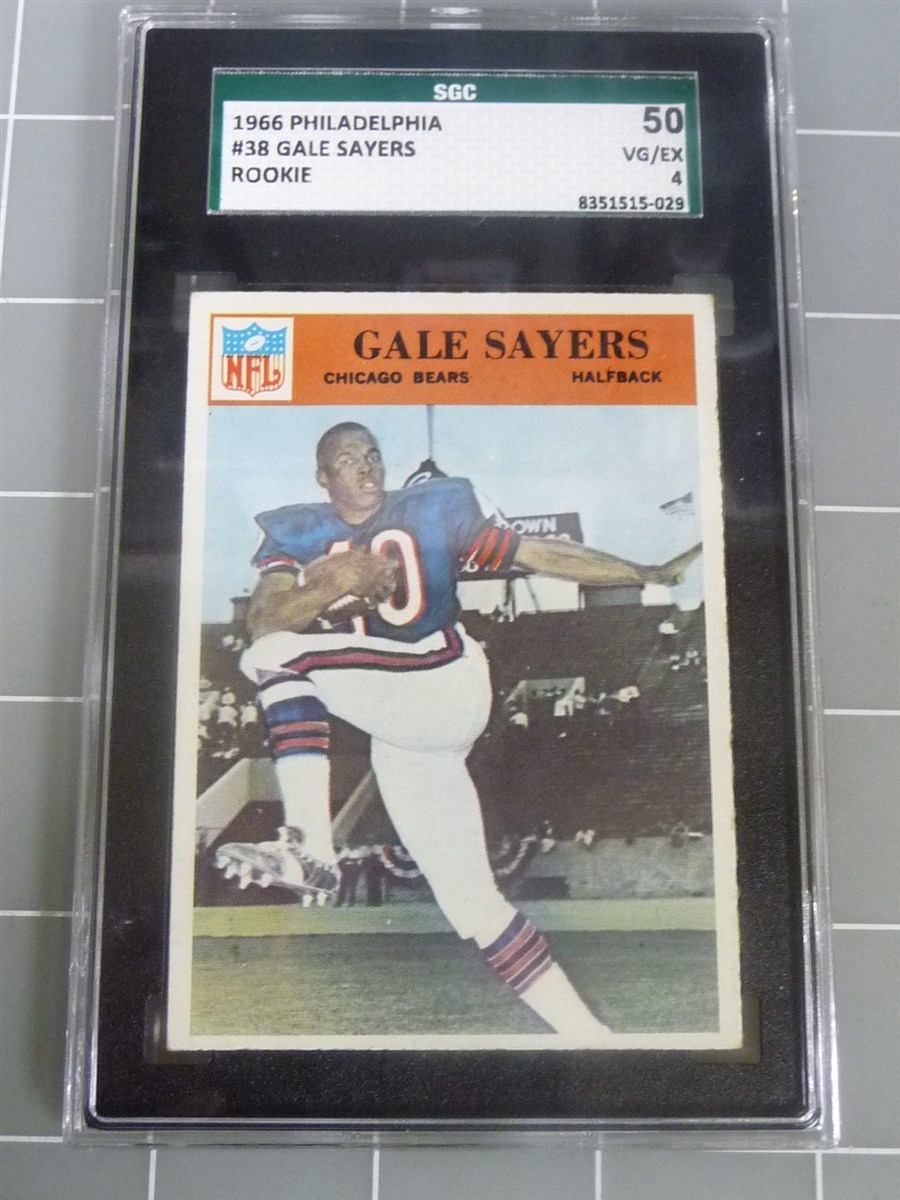 SGC
1966 PHILADELPHIA 50
#38 GALE SAYERS VG/EX
ROOKIE 4
8351515-029
NFL
GALE SAYERS
CHICAGO BEARS HALFBACK
40